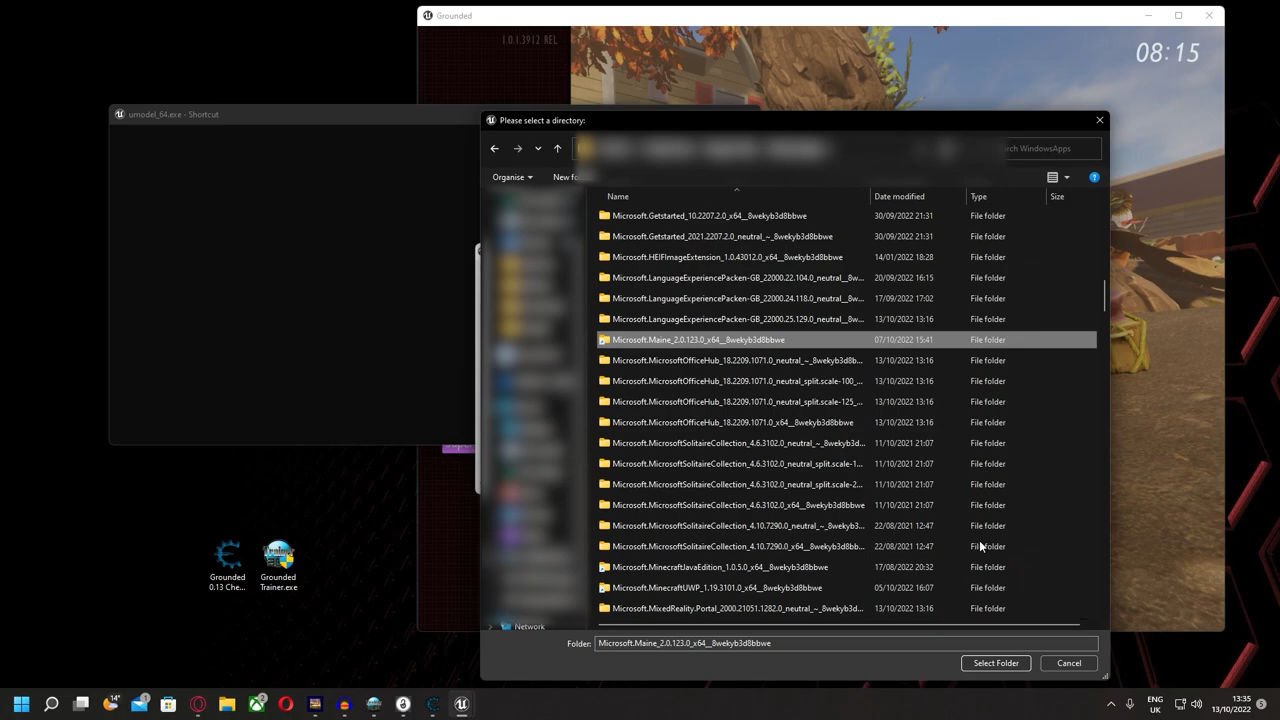 Grounded
1.0.1.3912 REL
08:15
umodel_64.exe - Shortcut
Please select a directory:
rch WindowsApps
Organise
New fo
Name
Date modified
Type
Size
Microsoft.Getstarted_10.2207.2.0_x64__8wekyb3d8bbwe 30/09/2022 21:31 File folder
Microsoft.Getstarted_2021.2207.2.0_neutral_~_8wekyb3d8bbwe 30/09/2022 21:31 File folder
Microsoft.HEIFImageExtension_1.0.43012.0_x64__8wekyb3d8bbwe 14/01/2022 18:28 File folder
Microsoft.LanguageExperiencePacken-GB_22000.22.104.0_neutral__8w... 20/09/2022 16:15 File folder
Microsoft.LanguageExperiencePacken-GB_22000.24.118.0_neutral__8w... 17/09/2022 17:02 File folder
Microsoft.LanguageExperiencePacken-GB_22000.25.129.0_neutral__8w... 13/10/2022 13:16 File folder
Microsoft.Maine_2.0.123.0_x64__8wekyb3d8bbwe 07/10/2022 15:41 File folder
Microsoft.MicrosoftOfficeHub_18.2209.1071.0_neutral_~_8wekyb3d8b... 13/10/2022 13:16 File folder
Microsoft.MicrosoftOfficeHub_18.2209.1071.0_neutral_split.scale-100_... 13/10/2022 13:16 File folder
Microsoft.MicrosoftOfficeHub_18.2209.1071.0_neutral_split.scale-125_... 13/10/2022 13:16 File folder
Microsoft.MicrosoftOfficeHub_18.2209.1071.0_x64__8wekyb3d8bbwe 13/10/2022 13:16 File folder
Microsoft.MicrosoftSolitaireCollection_4.6.3102.0_neutral_~_8wekyb3d... 11/10/2021 21:07 File folder
Microsoft.MicrosoftSolitaireCollection_4.6.3102.0_neutral_split.scale-1... 11/10/2021 21:07 File folder
Microsoft.MicrosoftSolitaireCollection_4.6.3102.0_neutral_split.scale-2... 11/10/2021 21:07 File folder
Microsoft.MicrosoftSolitaireCollection_4.6.3102.0_x64__8wekyb3d8bbwe 11/10/2021 21:07 File folder
Microsoft.MicrosoftSolitaireCollection_4.10.7290.0_neutral_~_8wekyb3... 22/08/2021 12:47 File folder
Microsoft.MicrosoftSolitaireCollection_4.10.7290.0_x64__8wekyb3d8bb... 22/08/2021 12:47 File folder
Microsoft.MinecraftJavaEdition_1.0.5.0_x64__8wekyb3d8bbwe 17/08/2021 20:32 File folder
Microsoft.MinecraftUWP_1.19.3101.0_x64__8wekyb3d8bbwe 05/10/2022 16:07 File folder
Microsoft.MixedReality.Portal_2000.21051.1282.0_neutral_~_8wekyb3d... 13/10/2022 13:16 File folder
Network
Folder: Microsoft.Maine_2.0.123.0_x64__8wekyb3d8bbwe
Select Folder
Cancel
Grounded
0.13 Che...
Trainer
Grounded
Trainer.exe
14°
1
2
ENG
UK
13:35
13/10/2022
5